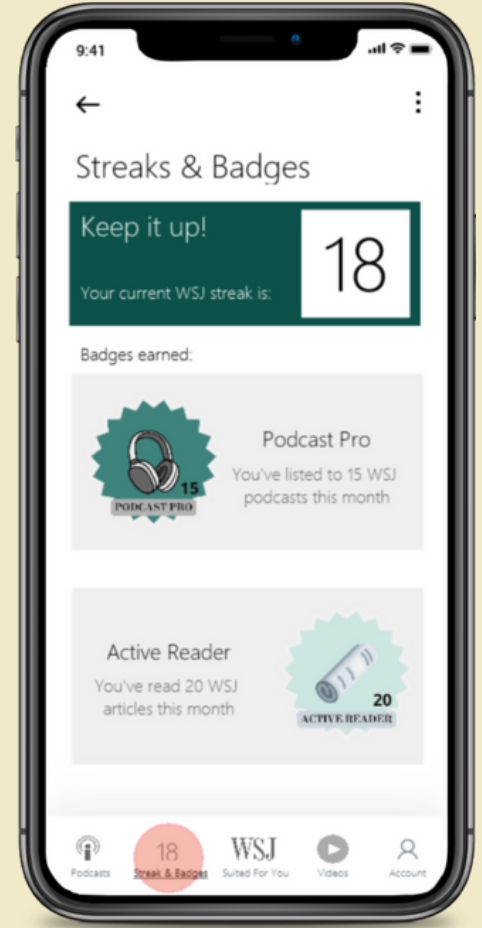 9:41
Streaks & Badges
Keep it up!
18
Your current WSJ streak is:
Badges earned:
15
PODCAST PRO
Podcast Pro
You've listed to 15 WSJ
podcasts this month
Active Reader
You've read 20 WSJ
articles this month
20
ACTIVE READER
Podcasts
18
Streak & Badges
WSJ
Suited For You
Videos
Account